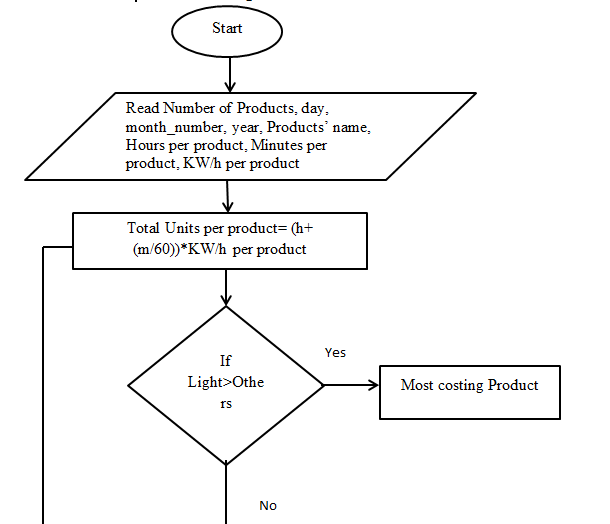 Start
Read Number of Products, day,
month_number, year, Products’ name,
Hours per product, Minutes per
product, KW/h per product
Total Units per product= (h+
(m/60))*KW/h per product
If
Light>Othe
rs
Yes
Most costing Product
No